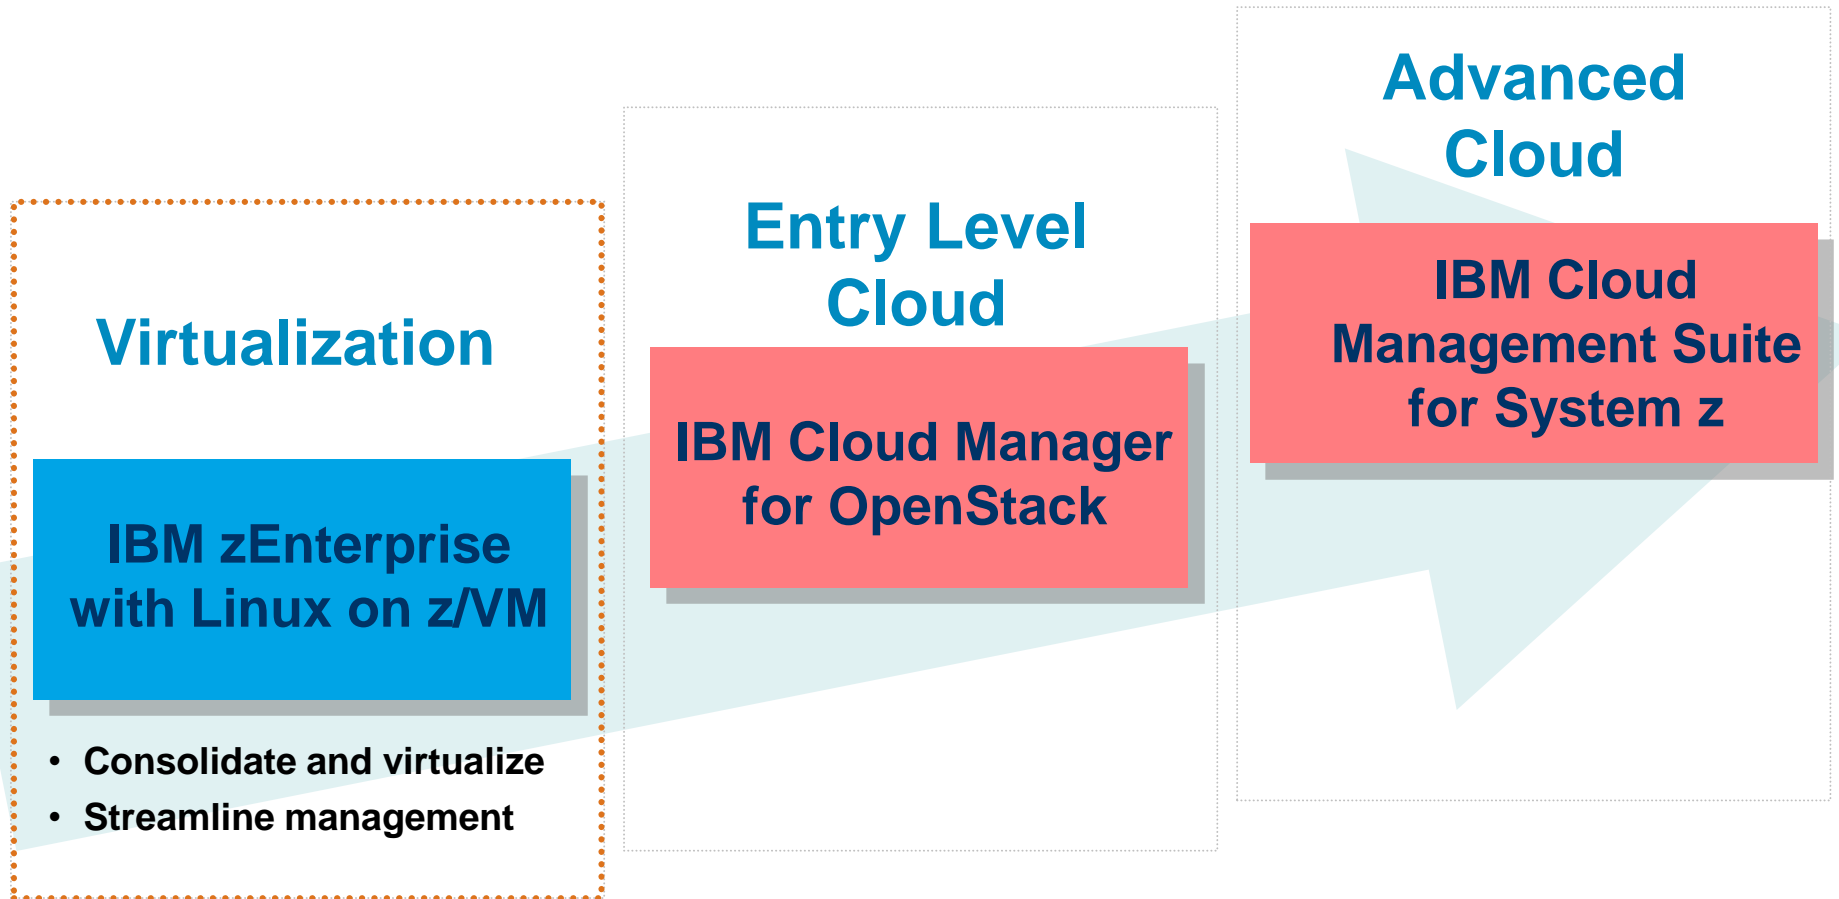 Virtualization
IBM zEnterprise
with Linux on z/VM
• Consolidate and virtualize
• Streamline management
Entry Level
Cloud
IBM Cloud Manager
for OpenStack
Advanced
Cloud
IBM Cloud
Management Suite
for System z